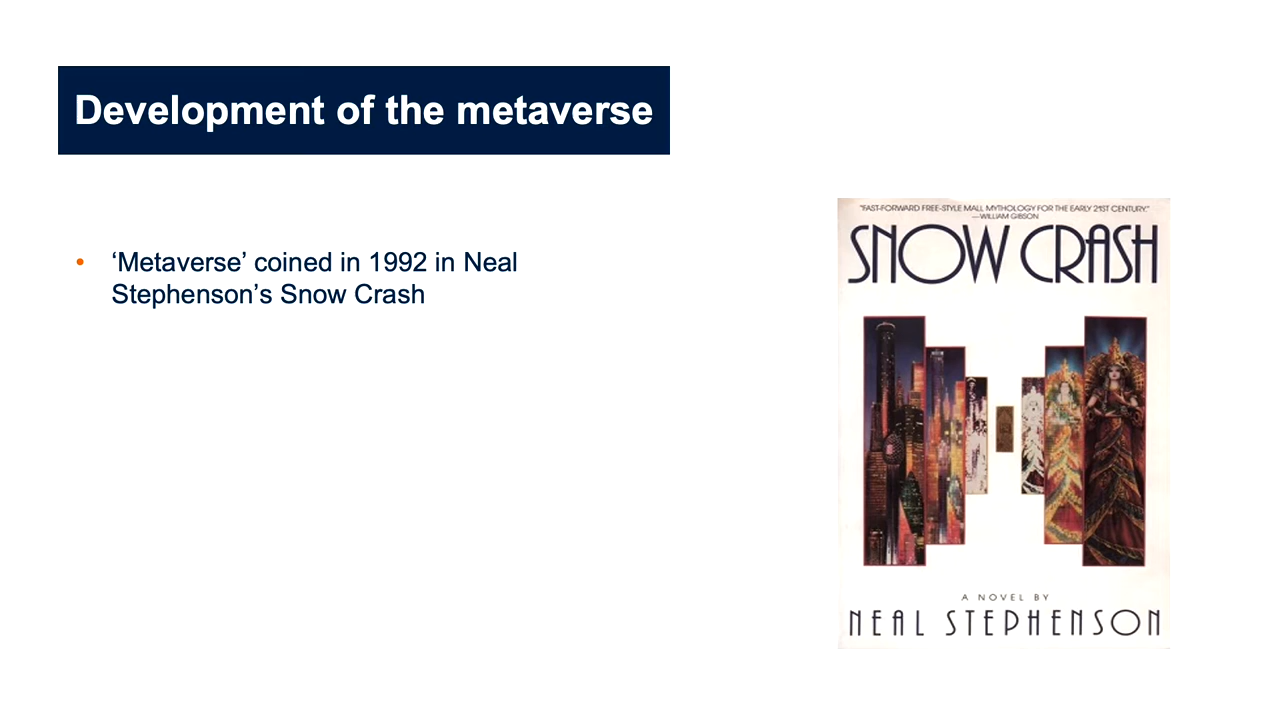 Development of the metaverse
• ‘Metaverse’ coined in 1992 in Neal
Stephenson’s Snow Crash
"FAST-FORWARD FREE-STYLE MALL MYTHOLOGY FOR THE EARLY 21ST CENTURY."
—WILLIAM GIBSON
SNOW CRASH
A NOVEL BY
NEAL STEPHENSON